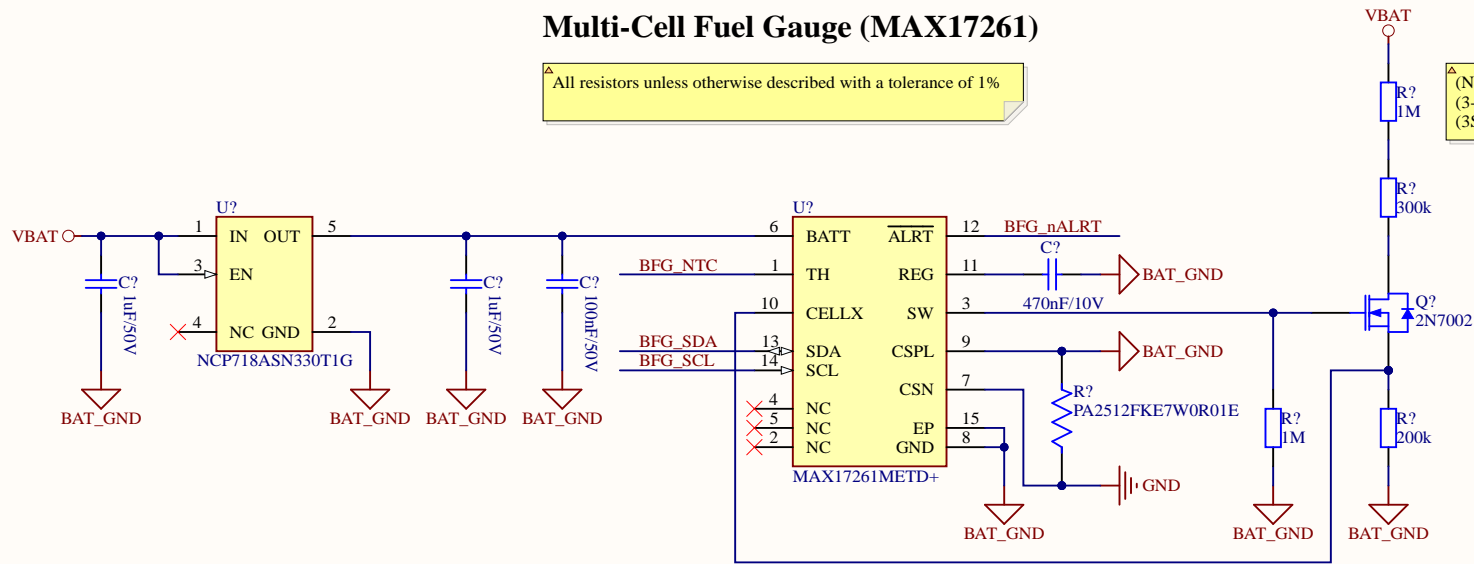 Multi-Cell Fuel Gauge (MAX17261)
All resistors unless otherwise described with a tolerance of 1%
VBAT
R?
1M
R?
300k
(N
(3-
(3S
U?
VBAT
1
IN
OUT
5
3
EN
4
NC
GND
2
NCP718ASN330T1G
C?
1uF/50V
BAT_GND
BAT_GND
C?
1uF/50V
BAT_GND
C?
100nF/50V
BAT_GND
U?
6
BATT
ALRT
12
BFG_nALRT
BFG_NTC
1
TH
REG
11
C?
470nF/10V
BAT_GND
10
CELLX
SW
3
Q?
2N7002
BFG_SDA
13
SDA
CSPL
9
BAT_GND
BFG_SCL
14
SCL
CSN
7
R?
PA2512FKE7W0R01E
4
NC
5
NC
EP
15
2
NC
GND
8
MAX17261METD+
GND
BAT_GND
R?
1M
BAT_GND
R?
200k
BAT_GND